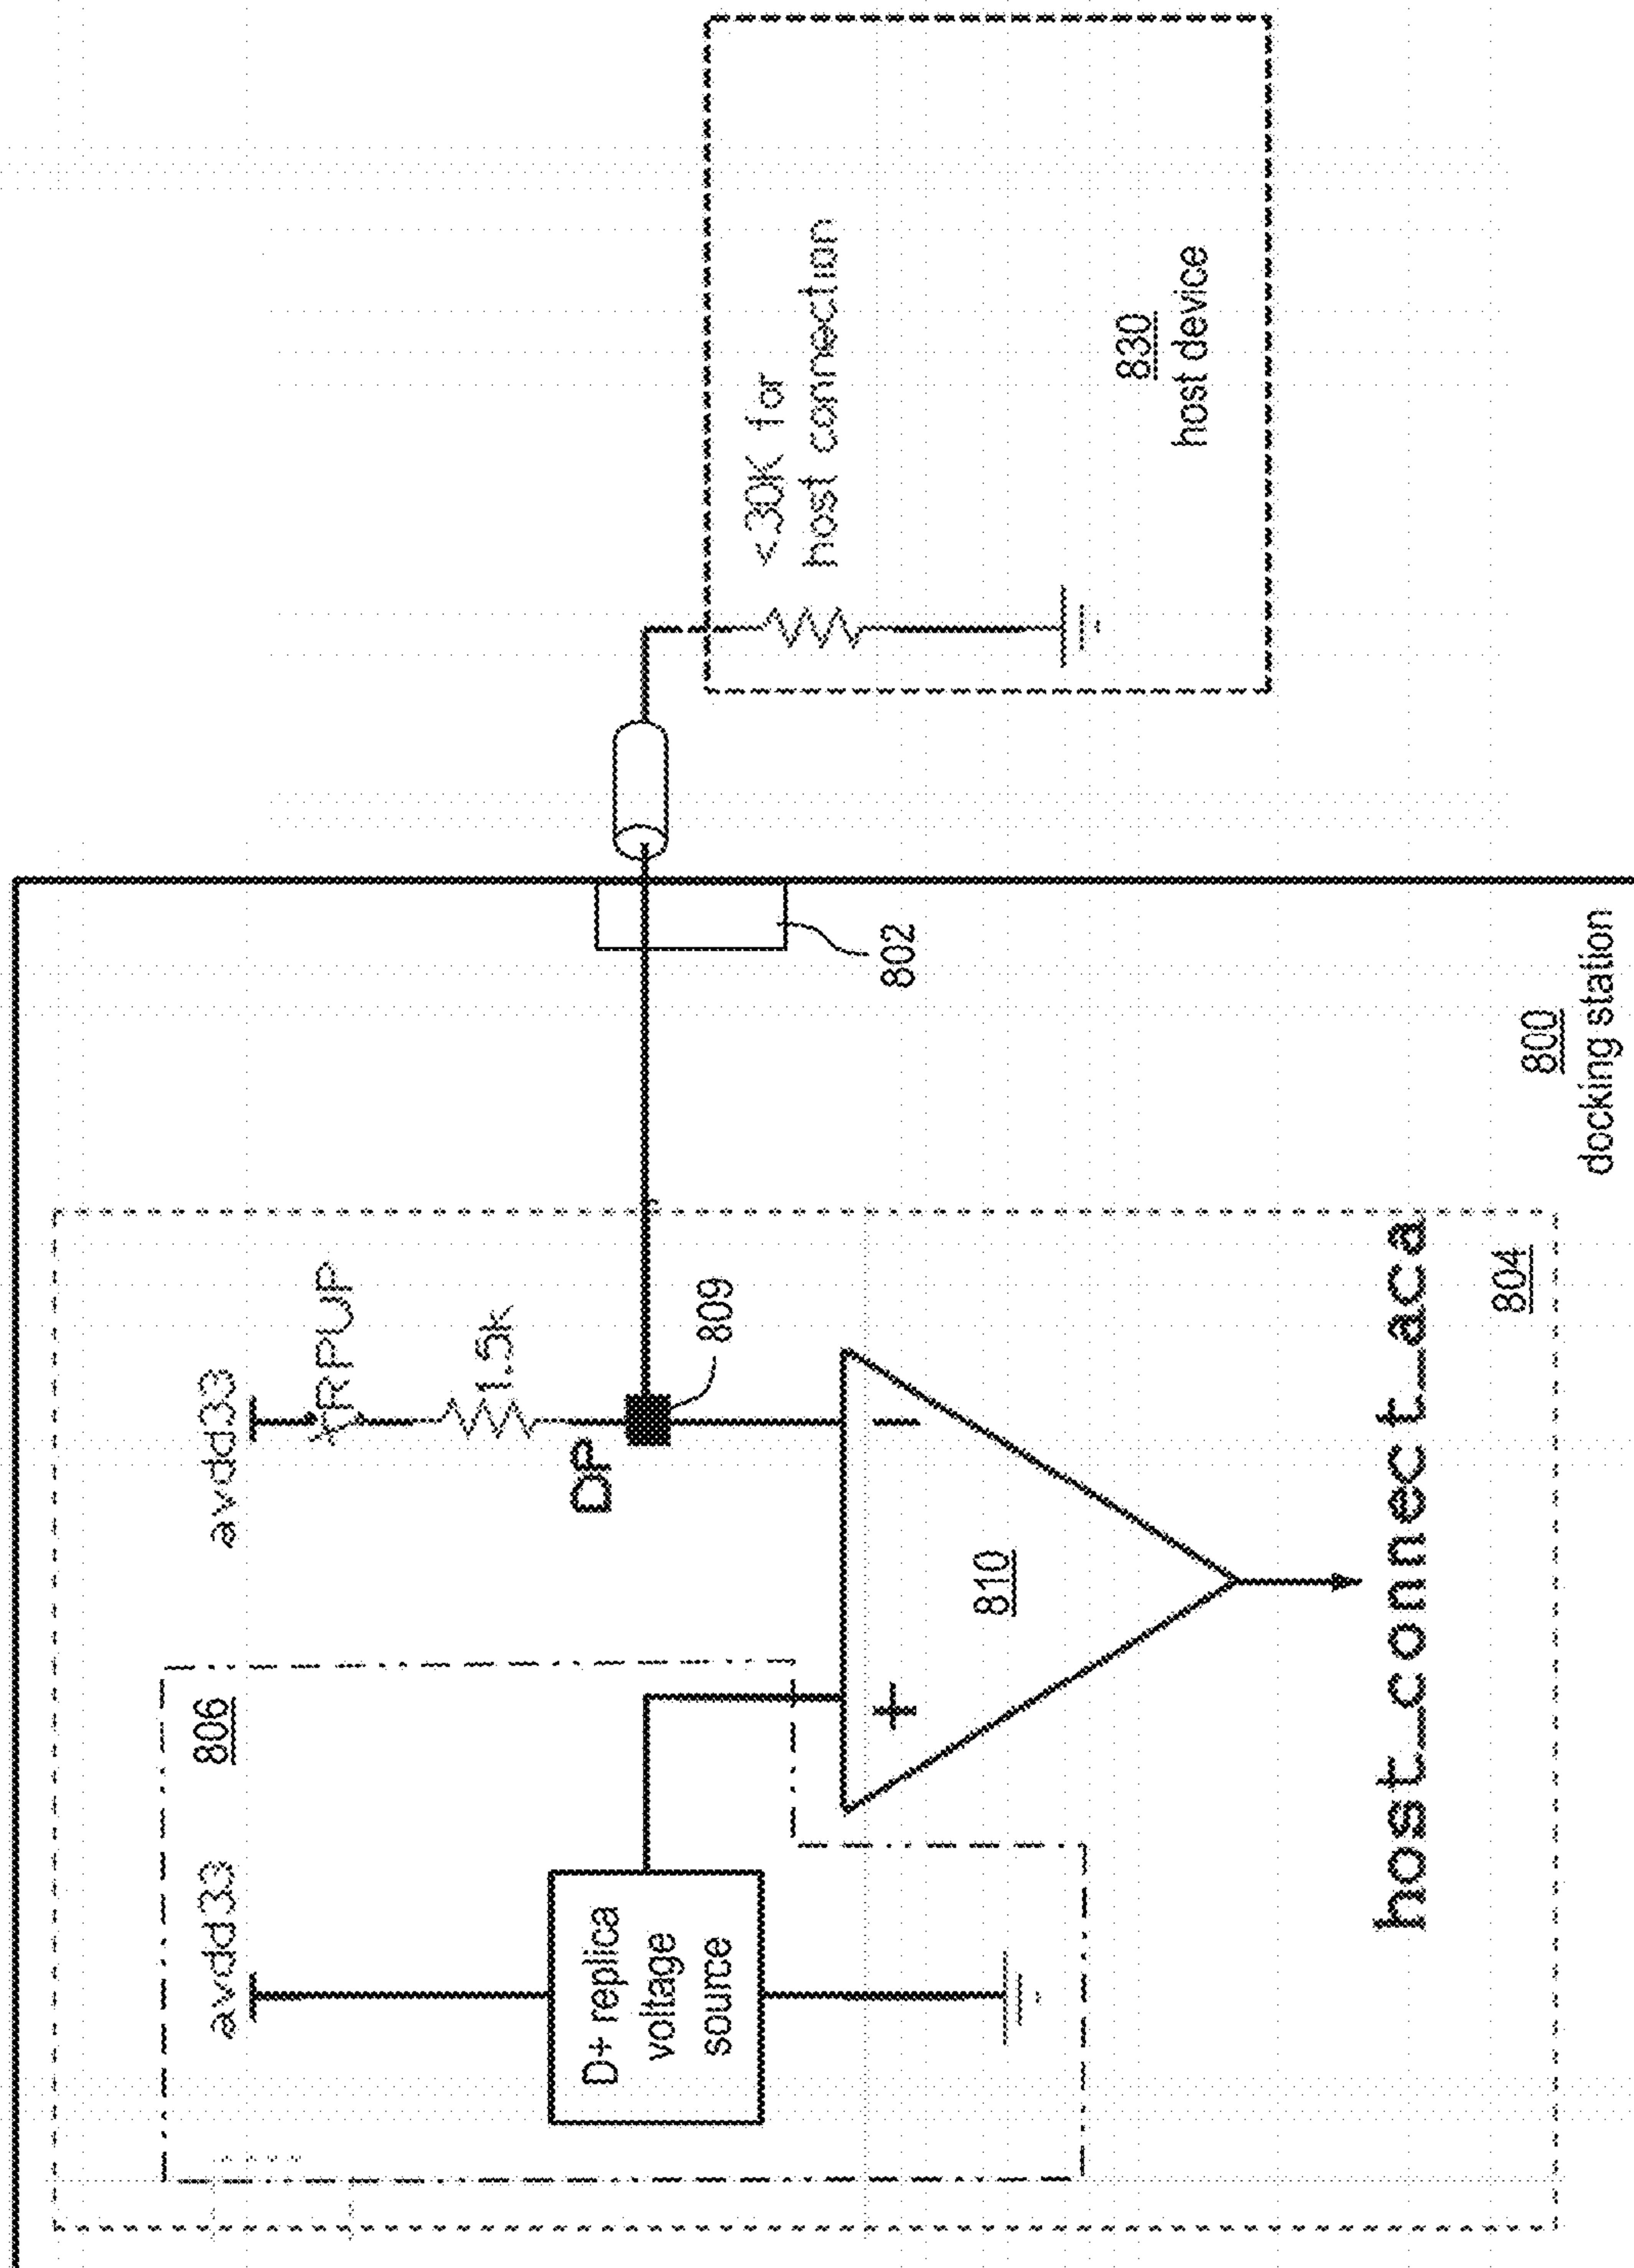 avdd33
806
avdd33
RPUP
1.5k
D+ replica
voltage
source
DP
809
802
+
810
<30K for
host connection
830
host device
host_connect_aca
804
800
docking station